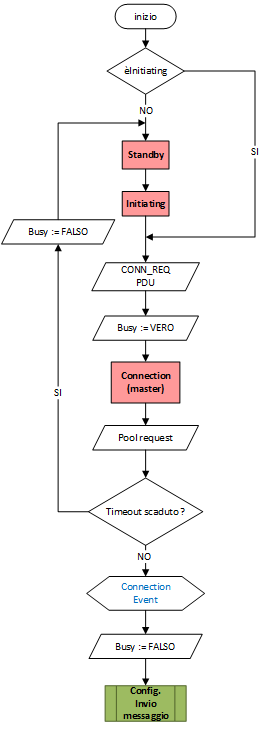 inizio
èInitiating
NO
SI
Standby
Initiating
Busy := FALSO
CONN_REQ
PDU
Busy := VERO
Connection
(master)
SI
Pool request
Timeout scaduto ?
NO
Connection
Event
Busy := FALSO
Config.
Invio
messaggio